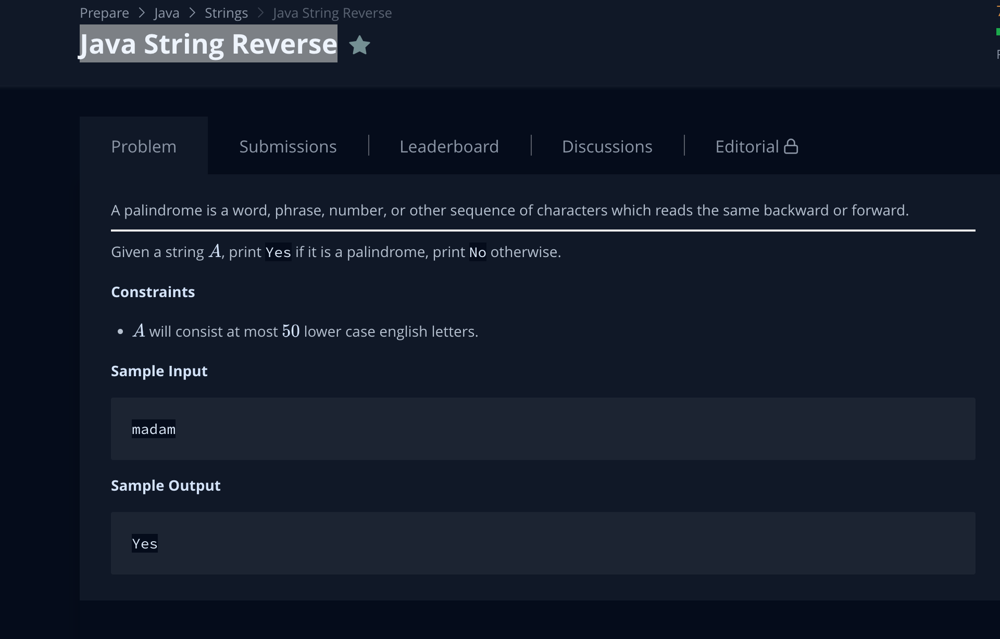 Prepare > Java > Strings > Java String Reverse
Java String Reverse
Problem
Submissions
Leaderboard
Discussions
Editorial
A palindrome is a word, phrase, number, or other sequence of characters which reads the same backward or forward.
Given a string A, print Yes if it is a palindrome, print No otherwise.
Constraints
• A will consist at most 50 lower case english letters.
Sample Input
madam
Sample Output
Yes